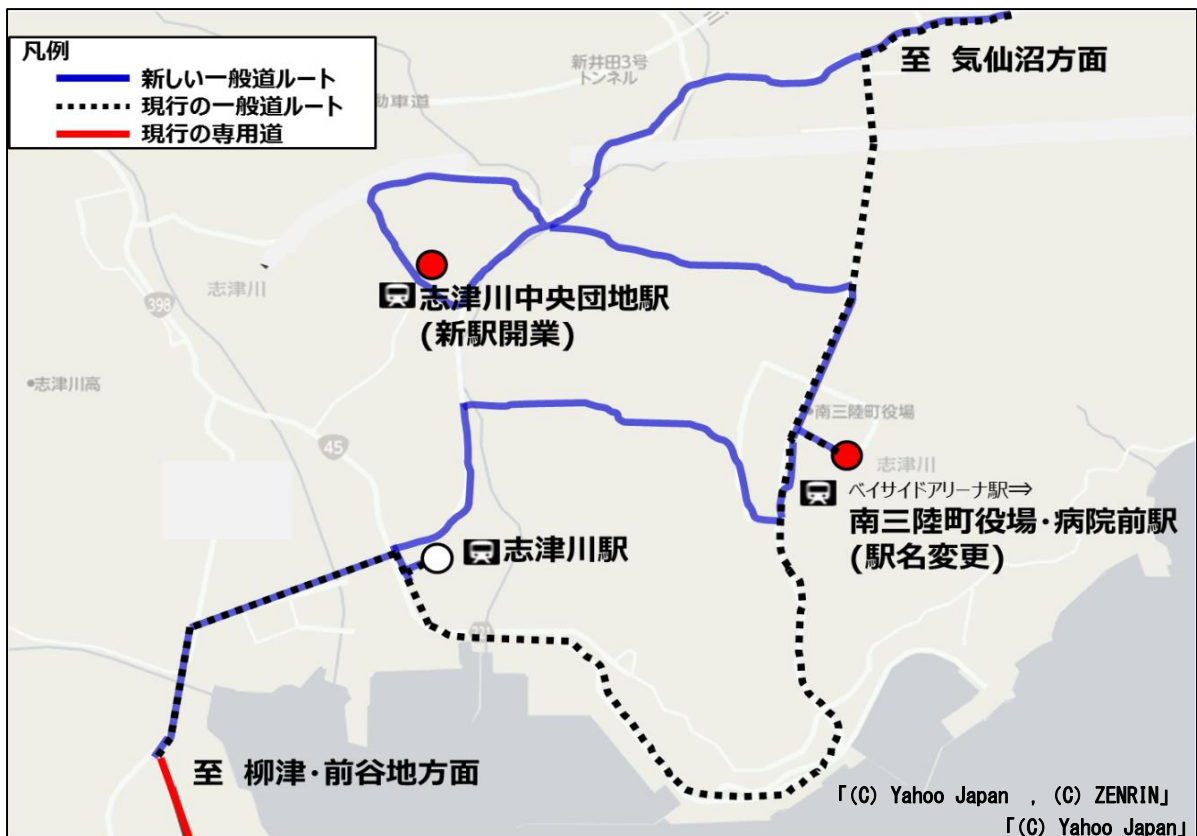 凡例
新しい一般道ルート
現行の一般道ルート
現行の専用道
動車道
新井田3号
トンネル
至 気仙沼方面
志津川
398
志津川中央団地駅
(新駅開業)
•志津川高
45
南三陸町役場
志津川
ベイサイドアリーナ駅⇒
南三陸町役場・病院前駅
(駅名変更)
志津川駅
至 柳津・前谷地方面
「(C) Yahoo Japan , (C) ZENRIN」
「(C) Yahoo Japan」